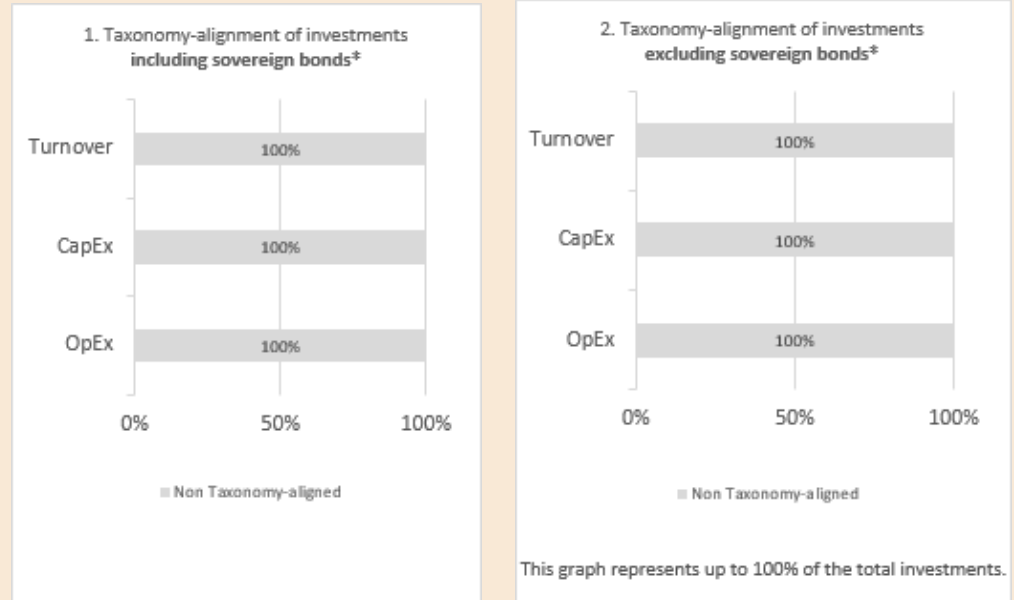 1. Taxonomy-alignment of investments
including sovereign bonds*
Turnover
100%
CapEx
100%
OpEx
100%
0% 50% 100%
Non Taxonomy-aligned
2. Taxonomy-alignment of investments
excluding sovereign bonds*
Turnover
100%
CapEx
100%
OpEx
100%
0% 50% 100%
Non Taxonomy-aligned
This graph represents up to 100% of the total investments.